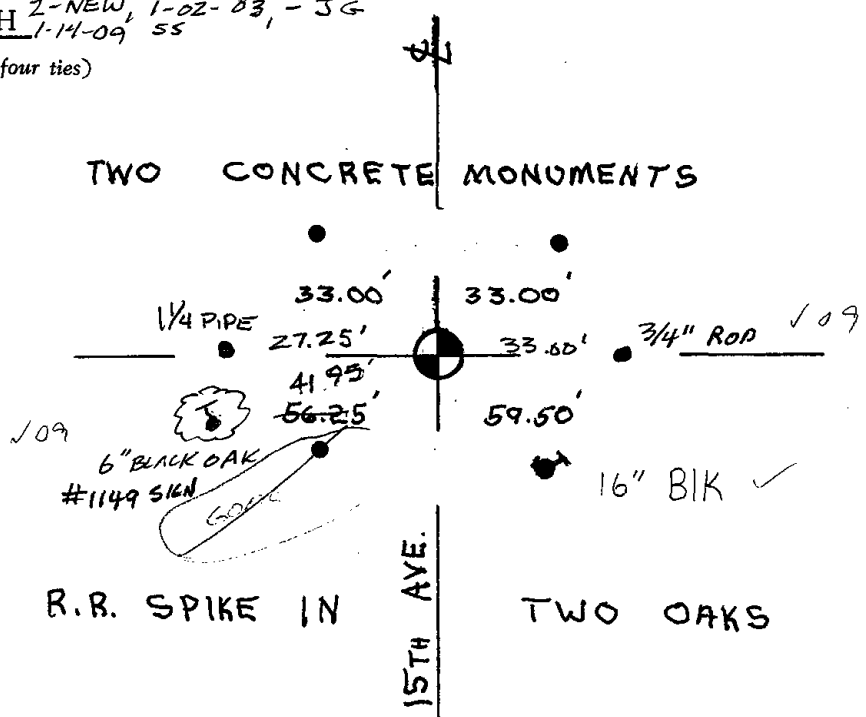 H 2-NEW, 1-02-03, - JG
1-14-09 SS
four ties)
℄
TWO CONCRETE MONUMENTS
33.00' 33.00'
1 1/4 PIPE 27.25' 33.00' 3/4" ROD √ 09
41.95'
56.25' 59.50'
√ 09
6" BLACK OAK
#1149 SIGN
GONE
16" Blk ✓
R.R. SPIKE IN TWO OAKS
15TH AVE.